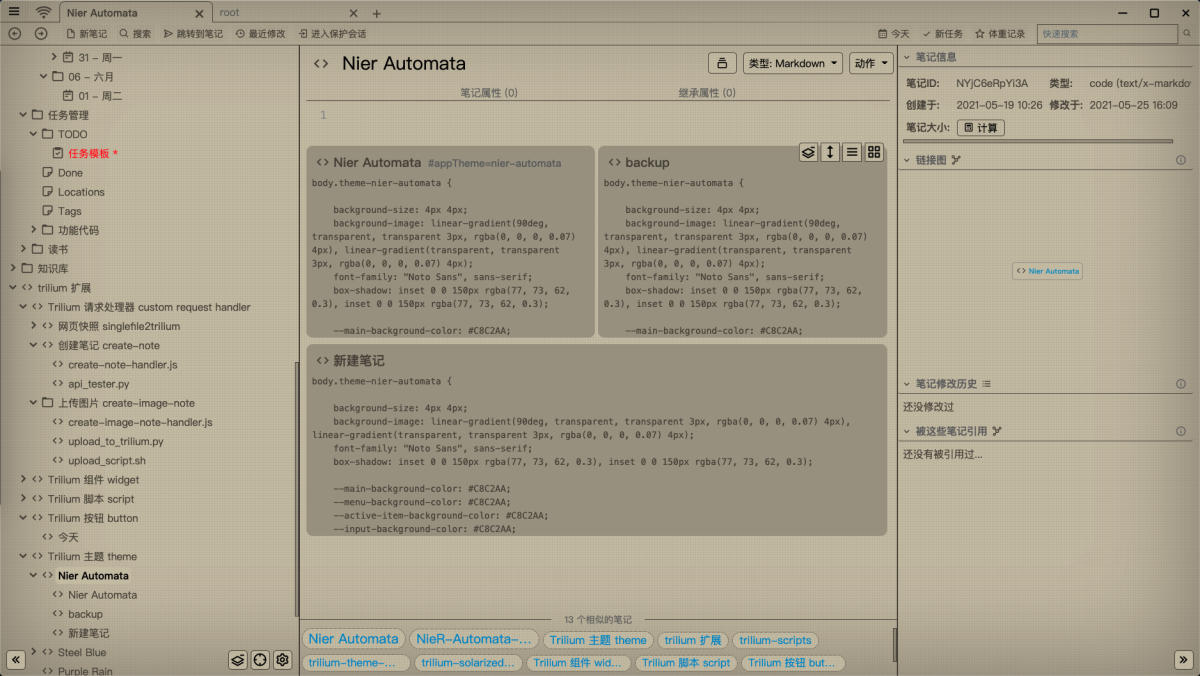 Nier Automata
root
新笔记 搜索 跳转到笔记 最近修改 进入保护会话
今天 新任务 体重记录 快速搜索
31 - 周一
06 - 六月
01 - 周二
任务管理
TODO
任务模板 *
Done
Locations
Tags
功能代码
读书
知识库
trilium 扩展
Trilium 请求处理器 custom request handler
网页快照 singlefile2trilium
创建笔记 create-note
create-note-handler.js
api_tester.py
上传图片 create-image-note
create-image-note-handler.js
upload_to_trilium.py
upload_script.sh
Trilium 组件 widget
Trilium 脚本 script
Trilium 按钮 button
今天
Trilium 主题 theme
Nier Automata
Nier Automata
backup
新建笔记
Steel Blue
Purple Rain
Nier Automata
类型: Markdown
动作
笔记属性 (0) 继承属性 (0)
1
Nier Automata #appTheme=nier-automata
body.theme-nier-automata {
background-size: 4px 4px;
background-image: linear-gradient(90deg,
transparent, transparent 3px, rgba(0, 0, 0, 0.07)
4px), linear-gradient(transparent, transparent
3px, rgba(0, 0, 0, 0.07) 4px);
font-family: "Noto Sans", sans-serif;
box-shadow: inset 0 0 150px rgba(77, 73, 62,
0.3), inset 0 0 150px rgba(77, 73, 62, 0.3);
--main-background-color: #C8C2AA;
backup
body.theme-nier-automata {
background-size: 4px 4px;
background-image: linear-gradient(90deg,
transparent, transparent 3px, rgba(0, 0, 0, 0.07)
4px), linear-gradient(transparent, transparent
3px, rgba(0, 0, 0, 0.07) 4px);
font-family: "Noto Sans", sans-serif;
box-shadow: inset 0 0 150px rgba(77, 73, 62,
0.3), inset 0 0 150px rgba(77, 73, 62, 0.3);
--main-background-color: #C8C2AA;
新建笔记
body.theme-nier-automata {
background-size: 4px 4px;
background-image: linear-gradient(90deg, transparent, transparent 3px, rgba(0, 0, 0, 0.07) 4px),
linear-gradient(transparent, transparent 3px, rgba(0, 0, 0, 0.07) 4px);
font-family: "Noto Sans", sans-serif;
box-shadow: inset 0 0 150px rgba(77, 73, 62, 0.3), inset 0 0 150px rgba(77, 73, 62, 0.3);
--main-background-color: #C8C2AA;
--menu-background-color: #C8C2AA;
--active-item-background-color: #C8C2AA;
--input-background-color: #C8C2AA;
13 个相似的笔记
Nier Automata NieR-Automata-... Trilium 主题 theme trilium 扩展 trilium-scripts
trilium-theme-... trilium-solarized... Trilium 组件 wid... Trilium 脚本 script Trilium 按钮 but...
笔记信息
笔记ID: NYjC6eRpYi3A 类型: code (text/x-markdo
创建于: 2021-05-19 10:26 修改于: 2021-05-25 16:09
笔记大小: 计算
链接图
Nier Automata
笔记修改历史
还没修改过
被这些笔记引用
还没有被引用过...